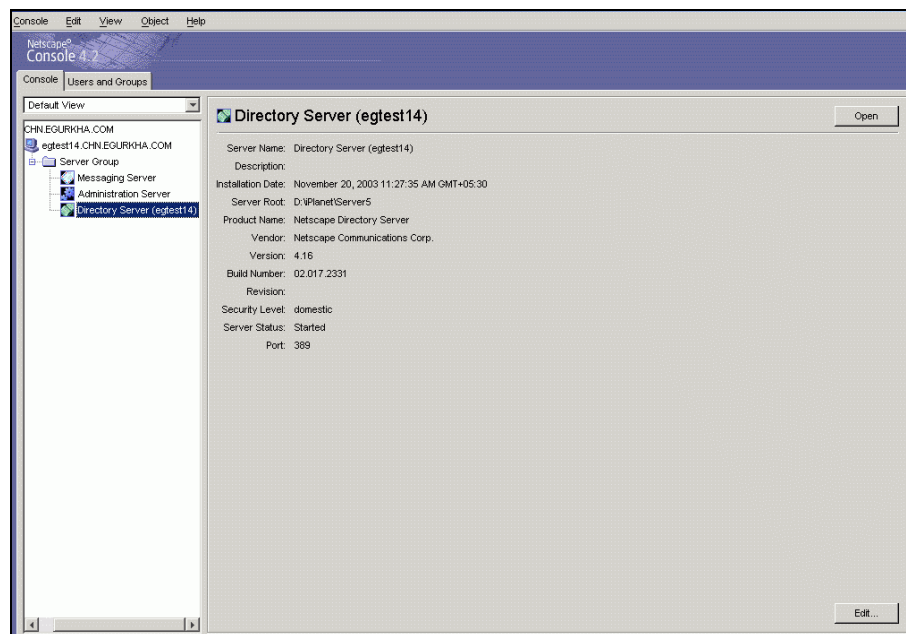 Console Edit View Object Help
Netscape®
Console 4.2
Console Users and Groups
Default View
CHN.EGURKHA.COM
egtest14.CHN.EGURKHA.COM
Server Group
Messaging Server
Administration Server
Directory Server (egtest14)
Directory Server (egtest14)
Open
Server Name: Directory Server (egtest14)
Description:
Installation Date: November 20, 2003 11:27:35 AM GMT+05:30
Server Root: D:\iPlanet\Server5
Product Name: Netscape Directory Server
Vendor: Netscape Communications Corp.
Version: 4.16
Build Number: 02.017.2331
Revision:
Security Level: domestic
Server Status: Started
Port: 389
Edit...